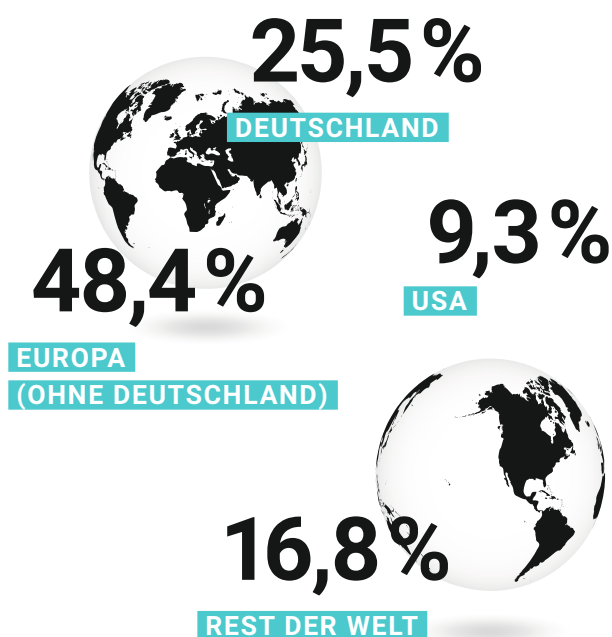 25,5 %
DEUTSCHLAND
9,3 %
USA
48,4 %
EUROPA
(OHNE DEUTSCHLAND)
16,8 %
REST DER WELT